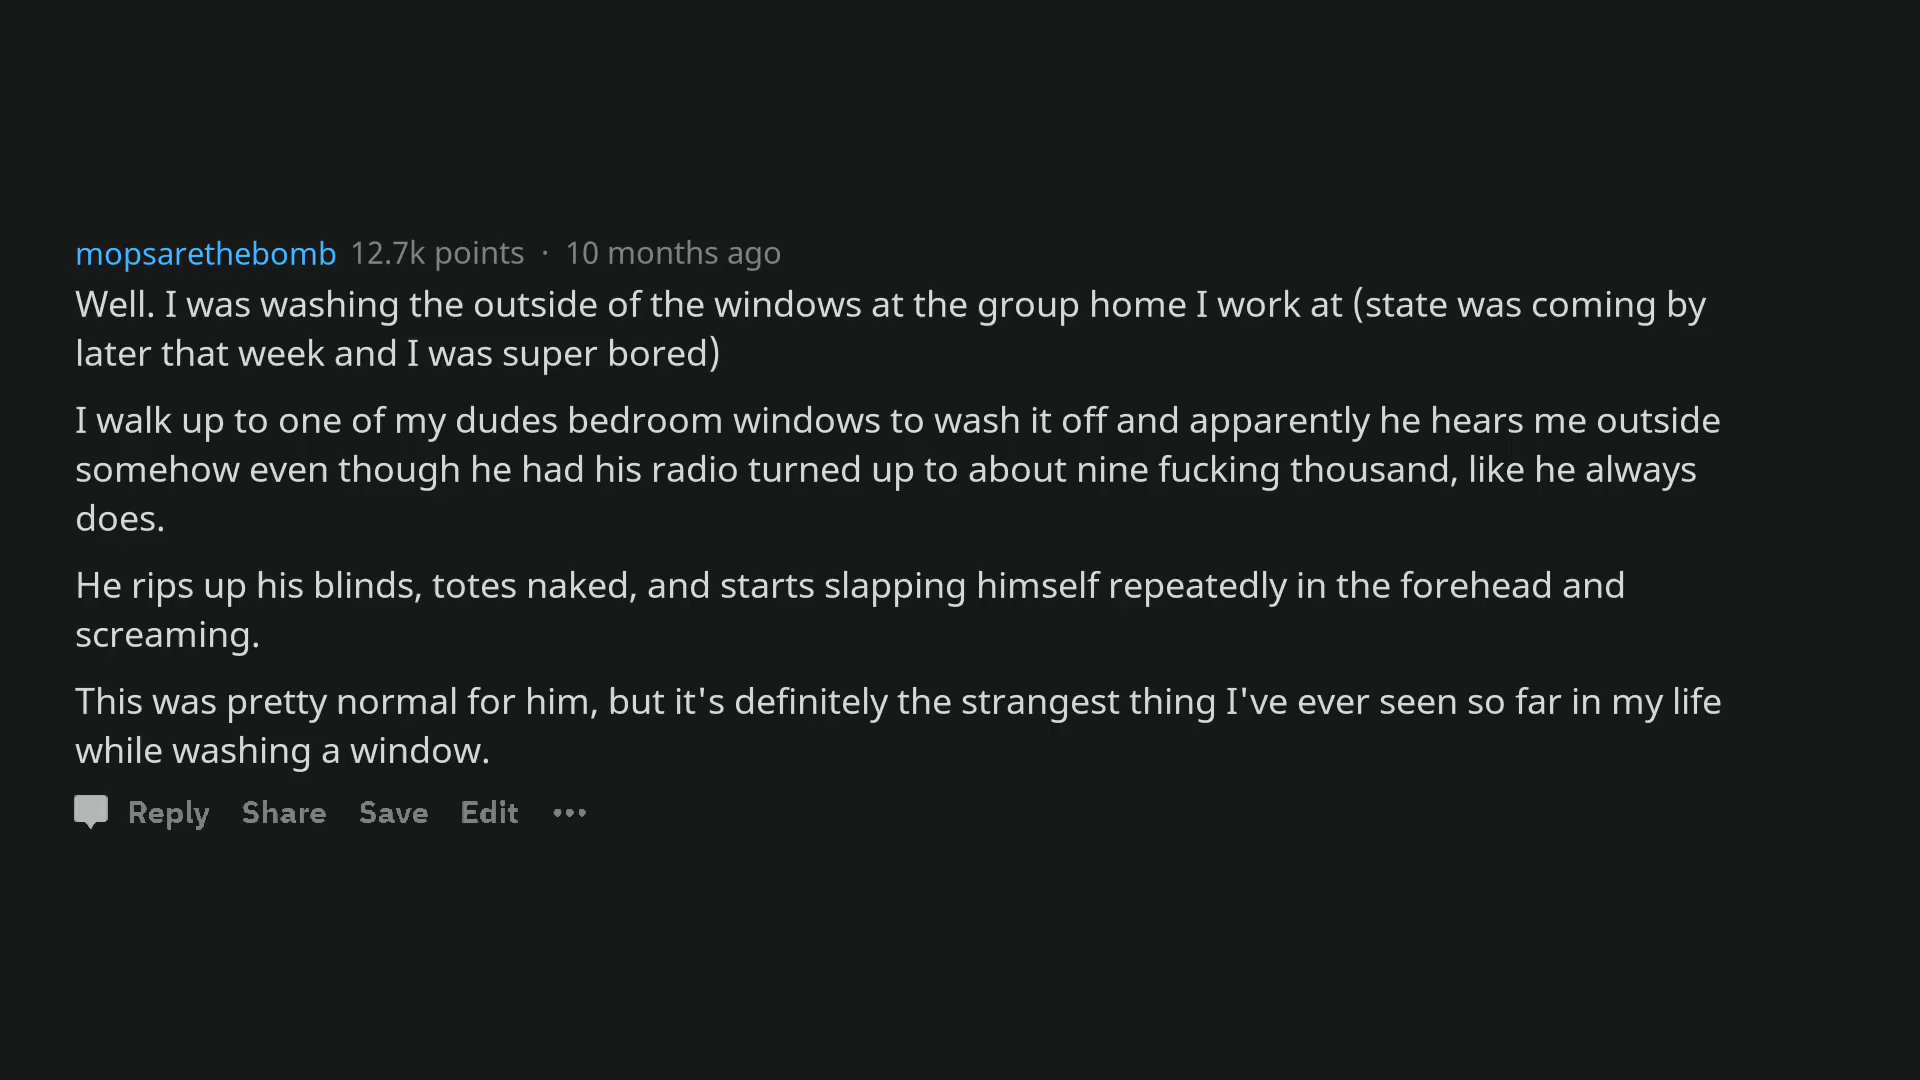 mopsarethebomb 12.7k points · 10 months ago
Well. I was washing the outside of the windows at the group home I work at (state was coming by
later that week and I was super bored)
I walk up to one of my dudes bedroom windows to wash it off and apparently he hears me outside
somehow even though he had his radio turned up to about nine fucking thousand, like he always
does.
He rips up his blinds, totes naked, and starts slapping himself repeatedly in the forehead and
screaming.
This was pretty normal for him, but it's definitely the strangest thing I've ever seen so far in my life
while washing a window.
Reply Share Save Edit •••